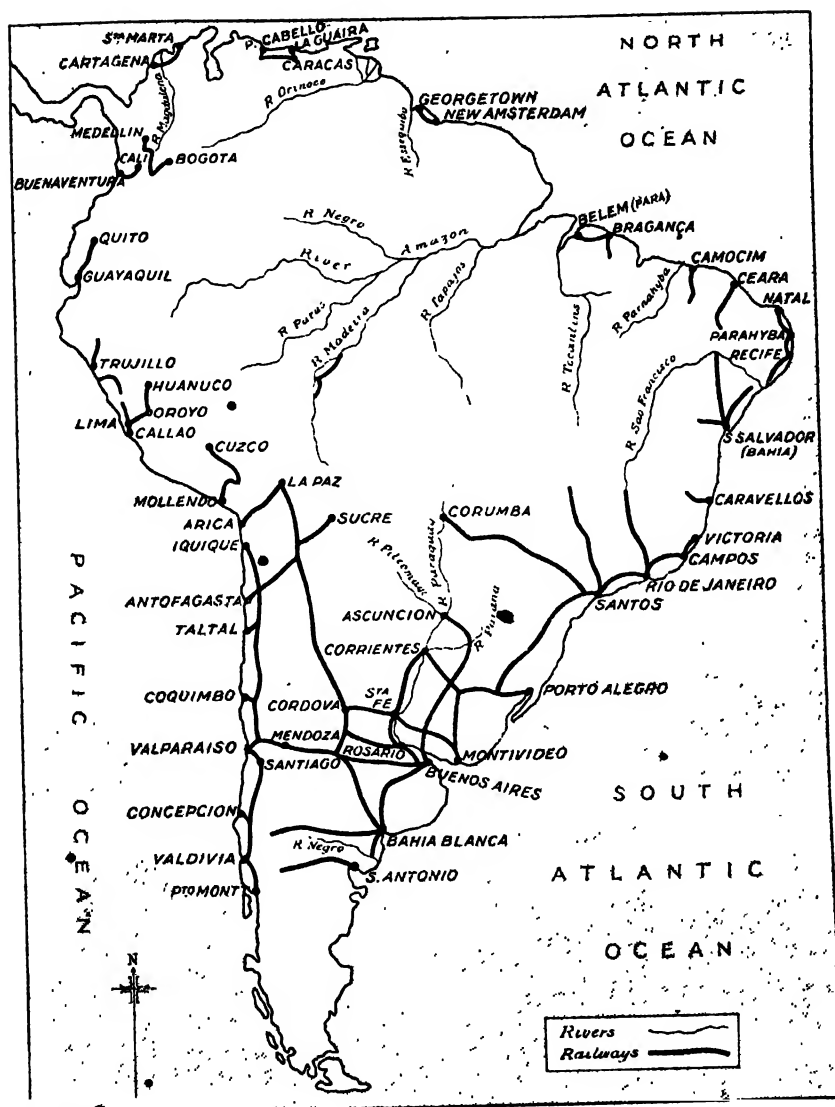 STA MARTA
CARTAGENA
P. CABELLO
LA GUAIRA
CARACAS
NORTH
ATLANTIC
OCEAN
R Magdalena
R Orinoco
GEORGETOWN
NEW AMSTERDAM
R Essequibo
MEDELLIN
CALI
BOGOTA
BUENAVENTURA
QUITO
GUAYAQUIL
R Negro
River
Amazon
BELEM (PARA)
BRAGANÇA
CAMOCIM
CEARA
NATAL
PARAHYBA
RECIFE
R Purus
R Madeira
R Tapajos
R Tocantins
R Parnahyba
R Sao Francisco
TRUJILLO
HUANUCO
OROYO
LIMA
CALLAO
CUZCO
S SALVADOR
(BAHIA)
MOLLENDO
LA PAZ
ARICA
SUCRE
CORUMBA
CARAVELLOS
IQUIQUE
VICTORIA
CAMPOS
RIO DE JANEIRO
SANTOS
R Pilcomayo
R Paraguay
R Parana
PACIFIC
OCEAN
ANTOFAGASTA
TALTAL
ASCUNCION
CORRIENTES
COQUIMBO
CORDOVA
STA
FE
PORTO ALEGRO
VALPARAISO
MENDOZA
SANTIAGO
ROSARIO
MONTIVIDEO
BUENOS AIRES
SOUTH
ATLANTIC
OCEAN
CONCEPCION
BAHIA BLANCA
VALDIVIA
R Negro
S. ANTONIO
PTO MONT
N
Rivers
Railways